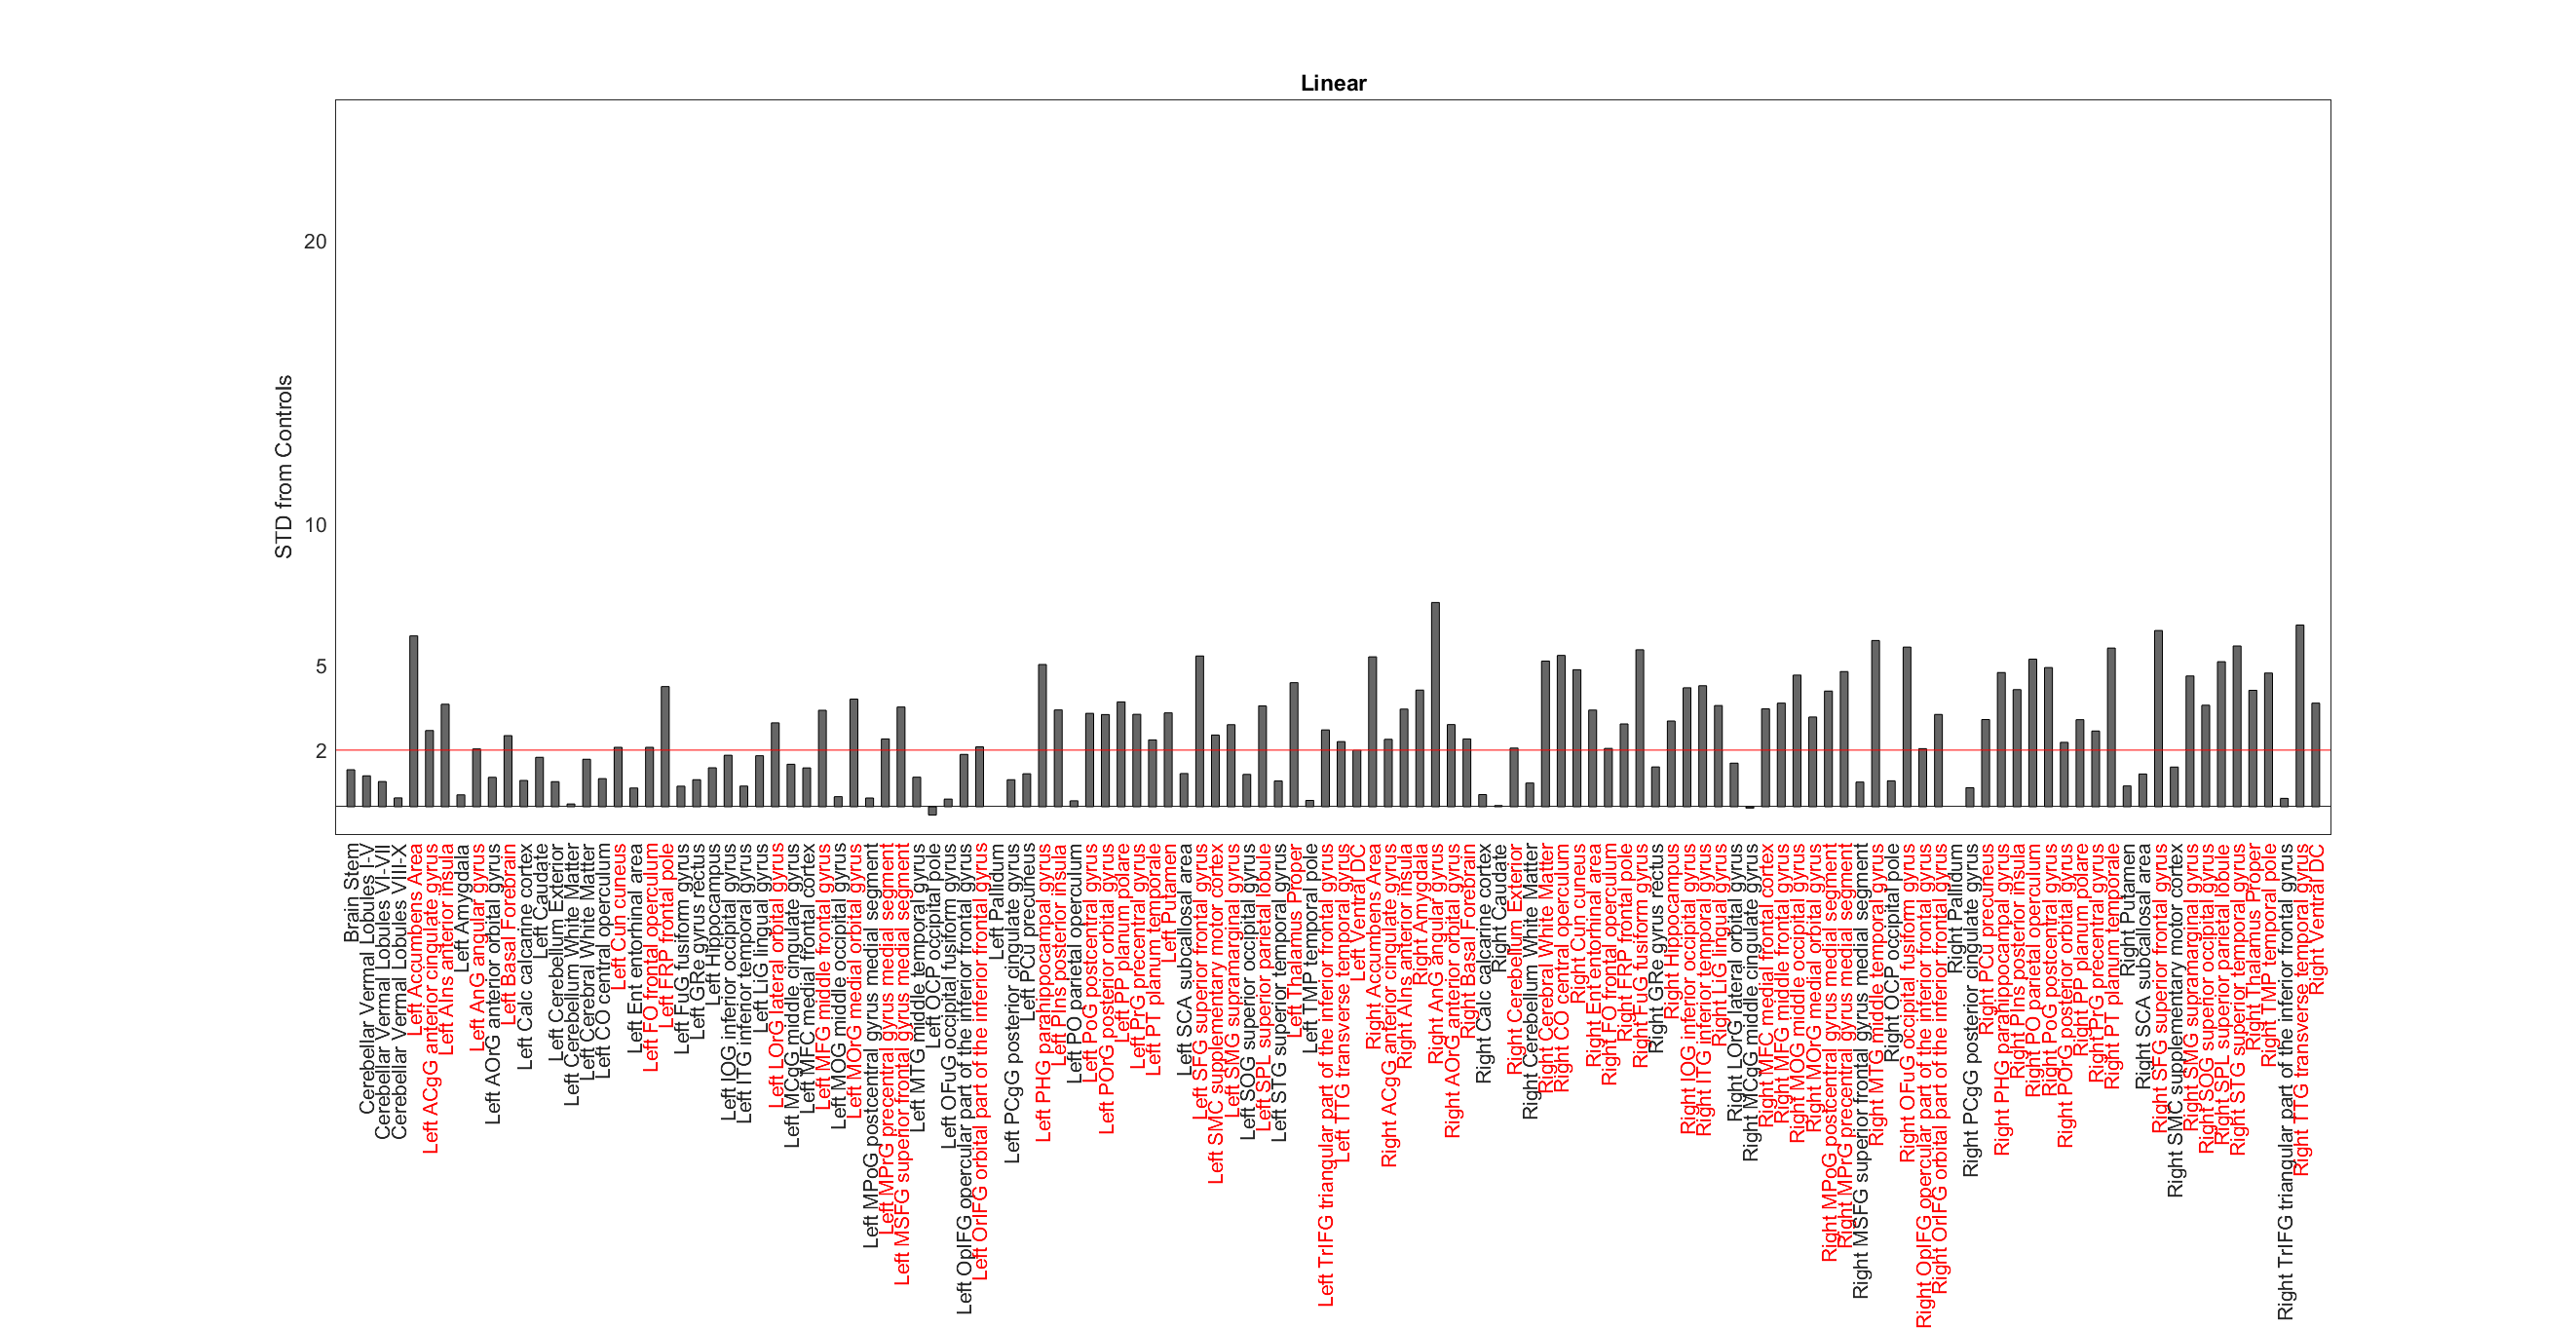 Linear
STD from Controls
20
10
5
2
Brain Stem
Cerebellar Vermal Lobules I-V
Cerebellar Vermal Lobules VI-VII
Cerebellar Vermal Lobules VIII-X
Left Accumbens Area
Left ACgG anterior cingulate gyrus
Left AIns anterior insula
Left Amygdala
Left AnG angular gyrus
Left AOrG anterior orbital gyrus
Left Basal Forebrain
Left Calc calcarine cortex
Left Caudate
Left Cerebellum Exterior
Left Cerebellum White Matter
Left Cerebral White Matter
Left CO central operculum
Left Cun cuneus
Left Ent entorhinal area
Left FO frontal operculum
Left FRP frontal pole
Left FuG fusiform gyrus
Left GRe gyrus rectus
Left Hippocampus
Left IOG inferior occipital gyrus
Left ITG inferior temporal gyrus
Left LiG lingual gyrus
Left LOrG lateral orbital gyrus
Left MCgG middle cingulate gyrus
Left MFC medial frontal cortex
Left MFG middle frontal gyrus
Left MOG middle occipital gyrus
Left MOrG medial orbital gyrus
Left MPoG postcentral gyrus medial segment
Left MPrG precentral gyrus medial segment
Left MSFG superior frontal gyrus medial segment
Left MTG middle temporal gyrus
Left OCP occipital pole
Left OFuG occipital fusiform gyrus
Left OpIFG opercular part of the inferior frontal gyrus
Left OrIFG orbital part of the inferior frontal gyrus
Left Pallidum
Left PCgG posterior cingulate gyrus
Left PCu precuneus
Left PHG parahippocampal gyrus
Left PIns posterior insula
Left PO parietal operculum
Left PoG postcentral gyrus
Left POrG posterior orbital gyrus
Left PP planum polare
Left PrG precentral gyrus
Left PT planum temporale
Left Putamen
Left SCA subcallosal area
Left SFG superior frontal gyrus
Left SMC supplementary motor cortex
Left SMG supramarginal gyrus
Left SOG superior occipital gyrus
Left SPL superior parietal lobule
Left STG superior temporal gyrus
Left Thalamus Proper
Left TMP temporal pole
Left TrIFG triangular part of the inferior frontal gyrus
Left TTG transverse temporal gyrus
Left Ventral DC
Right Accumbens Area
Right ACgG anterior cingulate gyrus
Right AIns anterior insula
Right Amygdala
Right AnG angular gyrus
Right AOrG anterior orbital gyrus
Right Basal Forebrain
Right Calc calcarine cortex
Right Caudate
Right Cerebellum Exterior
Right Cerebellum White Matter
Right Cerebral White Matter
Right CO central operculum
Right Cun cuneus
Right Ent entorhinal area
Right FO frontal operculum
Right FRP frontal pole
Right FuG fusiform gyrus
Right GRe gyrus rectus
Right Hippocampus
Right IOG inferior occipital gyrus
Right ITG inferior temporal gyrus
Right LiG lingual gyrus
Right LOrG lateral orbital gyrus
Right MCgG middle cingulate gyrus
Right MFC medial frontal cortex
Right MFG middle frontal gyrus
Right MOG middle occipital gyrus
Right MOrG medial orbital gyrus
Right MPoG postcentral gyrus medial segment
Right MPrG precentral gyrus medial segment
Right MSFG superior frontal gyrus medial segment
Right MTG middle temporal gyrus
Right OCP occipital pole
Right OFuG occipital fusiform gyrus
Right OpIFG opercular part of the inferior frontal gyrus
Right OrIFG orbital part of the inferior frontal gyrus
Right Pallidum
Right PCgG posterior cingulate gyrus
Right PCu precuneus
Right PHG parahippocampal gyrus
Right PIns posterior insula
Right PO parietal operculum
Right PoG postcentral gyrus
Right POrG posterior orbital gyrus
Right PP planum polare
Right PrG precentral gyrus
Right PT planum temporale
Right Putamen
Right SCA subcallosal area
Right SFG superior frontal gyrus
Right SMC supplementary motor cortex
Right SMG supramarginal gyrus
Right SOG superior occipital gyrus
Right SPL superior parietal lobule
Right STG superior temporal gyrus
Right Thalamus Proper
Right TMP temporal pole
Right TrIFG triangular part of the inferior frontal gyrus
Right TTG transverse temporal gyrus
Right Ventral DC